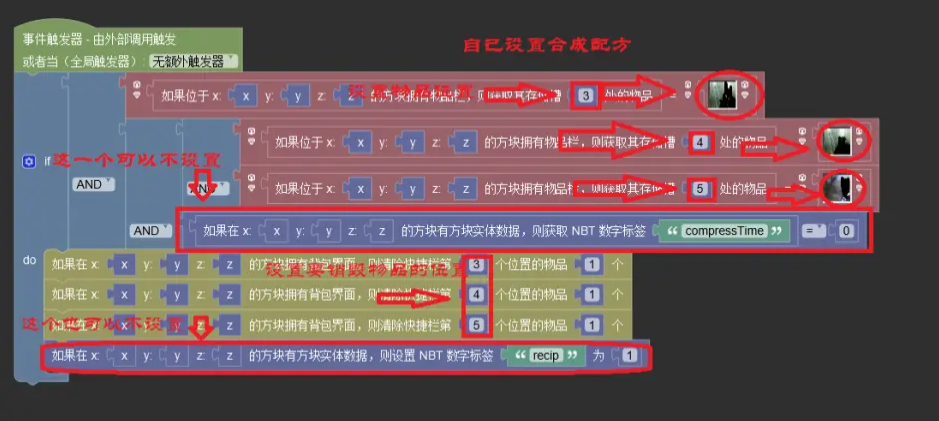 事件触发器 - 由外部调用触发
或者当（全局触发器）: 无额外触发器
自己设置合成配方
如果位于 x: x y: y z: z 的方块拥有物品栏，则获取其存储槽 3 处的物品 =
如果位于 x: x y: y z: z 的方块拥有物品栏，则获取其存储槽 4 处的物品 =
这一个可以不设置
if
AND
AND
如果位于 x: x y: y z: z 的方块拥有物品栏，则获取其存储槽 5 处的物品 =
AND
如果在 x: x y: y z: z 的方块有方块实体数据，则获取 NBT 数字标签 “ compressTime ” = 0
do
如果在 x: x y: y z: z 的方块拥有背包界面，则清除快捷栏第 3 个位置的物品 1 个
设置要销毁物品的位置
如果在 x: x y: y z: z 的方块拥有背包界面，则清除快捷栏第 4 个位置的物品 1 个
如果在 x: x y: y z: z 的方块拥有背包界面，则清除快捷栏第 5 个位置的物品 1 个
这个也可以不设置
如果在 x: x y: y z: z 的方块有方块实体数据，则设置 NBT 数字标签 “ recip ” 为 1